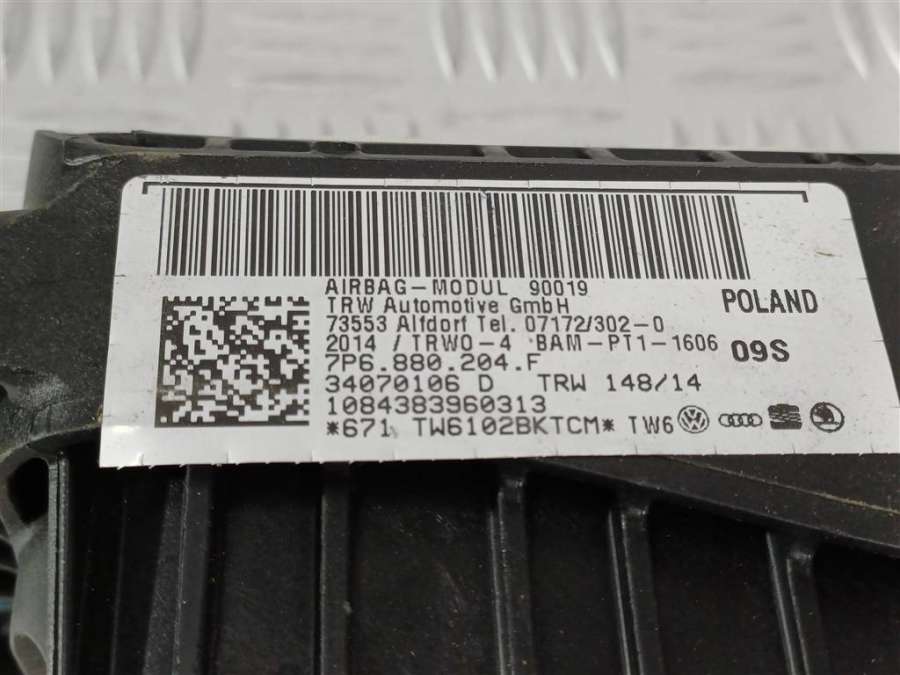 AIRBAG-MODUL 90019
TRW Automotive GmbH
73553 Alfdorf Tel. 07172/302-0
2014 / TRWO-4 BAM-PT1-1606
7P6.880.204.F
34070106 D TRW 148/14
1084383960313
*671 TW6102BKTCM* TW6
POLAND
09S